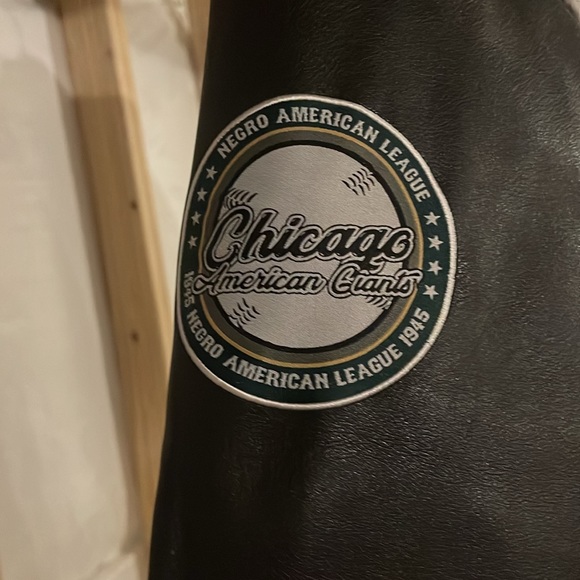 NEGRO AMERICAN LEAGUE
Chicago
American Giants
1945 NEGRO AMERICAN LEAGUE 1945